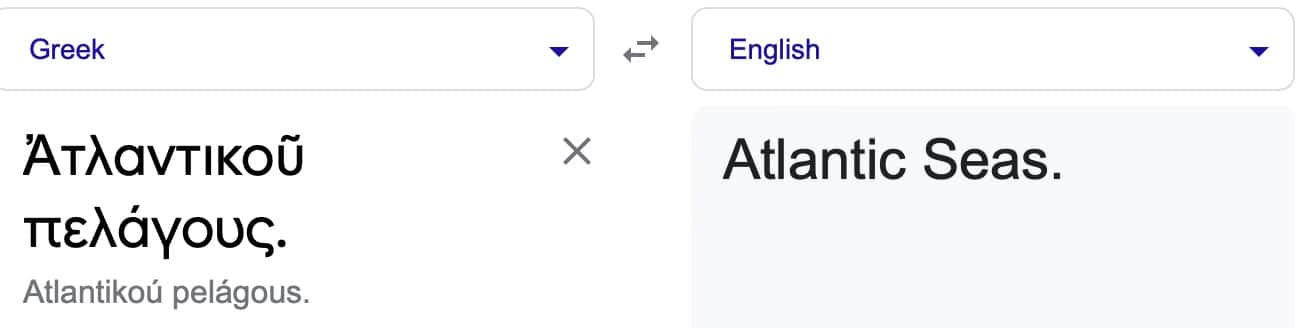 Greek English
Ἀτλαντικοῦ
πελάγους.
Atlantikoú pelágous.
Atlantic Seas.